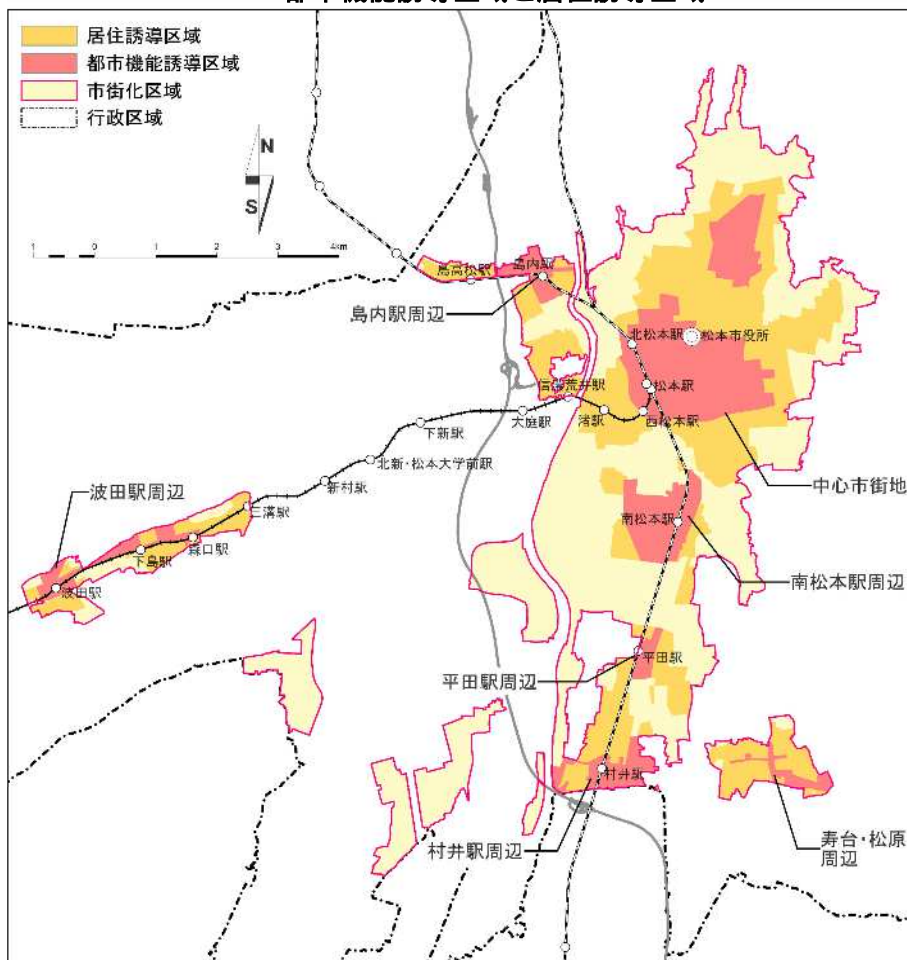 居住誘導区域
都市機能誘導区域
市街化区域
行政区域
N
S
1 0 1 2 3 4km
島高松駅
島内駅
島内駅周辺
北松本駅
松本市役所
松本駅
信濃荒井駅
渚駅
西松本駅
大庭駅
下新駅
北新・松本大学前駅
新村駅
三溝駅
森口駅
下島駅
波田駅
波田駅周辺
中心市街地
南松本駅
南松本駅周辺
平田駅
平田駅周辺
村井駅
村井駅周辺
寿台・松原
周辺